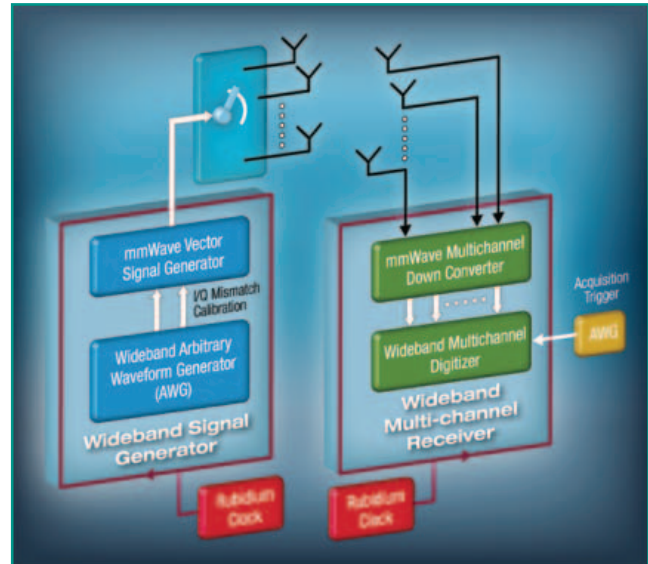 mmWave Vector
Signal Generator
I/Q Mismatch
Calibration
Wideband Arbitrary
Waveform Generator
(AWG)
Wideband Signal
Generator
Rubidium
Clock
mmWave Multichannel
Down Converter
Wideband Multichannel
Digitizer
Wideband
Multi-channel
Receiver
Acquisition
Trigger
AWG
Rubidium
Clock